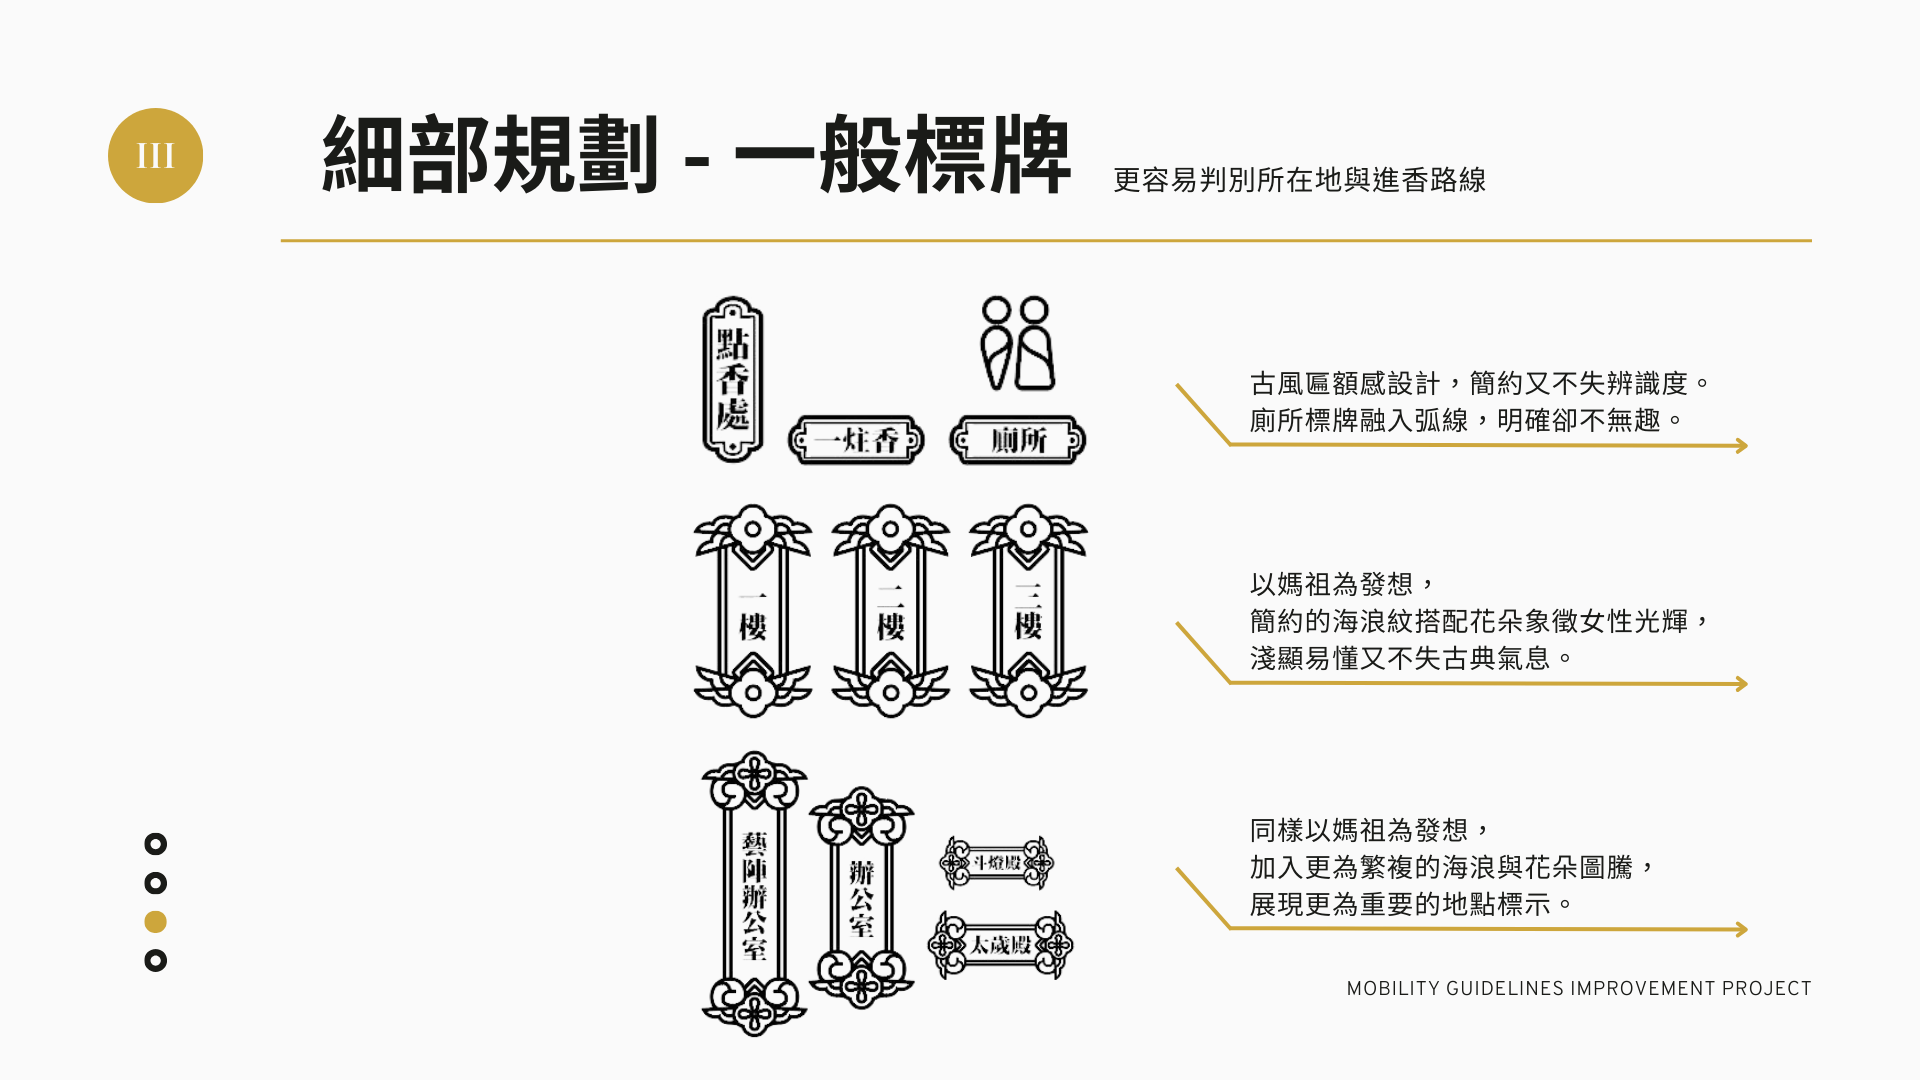 III
細部規劃 - 一般標牌
更容易判別所在地與進香路線
點香處
一炷香
廁所
古風匾額感設計，簡約又不失辨識度。
廁所標牌融入弧線，明確卻不無趣。
一樓
二樓
三樓
以媽祖為發想，
簡約的海浪紋搭配花朵象徵女性光輝，
淺顯易懂又不失古典氣息。
藝陣辦公室
辦公室
斗燈殿
太歲殿
同樣以媽祖為發想，
加入更為繁複的海浪與花朵圖騰，
展現更為重要的地點標示。
MOBILITY GUIDELINES IMPROVEMENT PROJECT